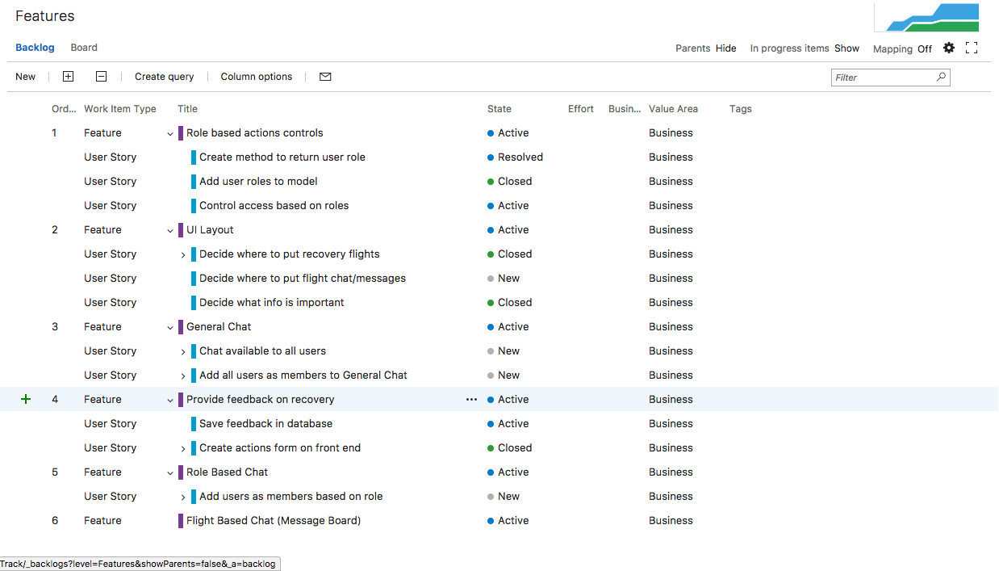 Features
Backlog Board Parents Hide In progress items Show Mapping Off
New Create query Column options Filter
Ord... Work Item Type Title State Effort Busin... Value Area Tags
1 Feature Role based actions controls Active Business
User Story Create method to return user role Resolved Business
User Story Add user roles to model Closed Business
User Story Control access based on roles Active Business
2 Feature UI Layout Active Business
User Story Decide where to put recovery flights Closed Business
User Story Decide where to put flight chat/messages New Business
User Story Decide what info is important Closed Business
3 Feature General Chat Active Business
User Story Chat available to all users New Business
User Story Add all users as members to General Chat New Business
4 Feature Provide feedback on recovery ... Active Business
User Story Save feedback in database Active Business
User Story Create actions form on front end Closed Business
5 Feature Role Based Chat Active Business
User Story Add users as members based on role New Business
6 Feature Flight Based Chat (Message Board) Active Business
Track/_backlogs?level=Features&showParents=false&_a=backlog